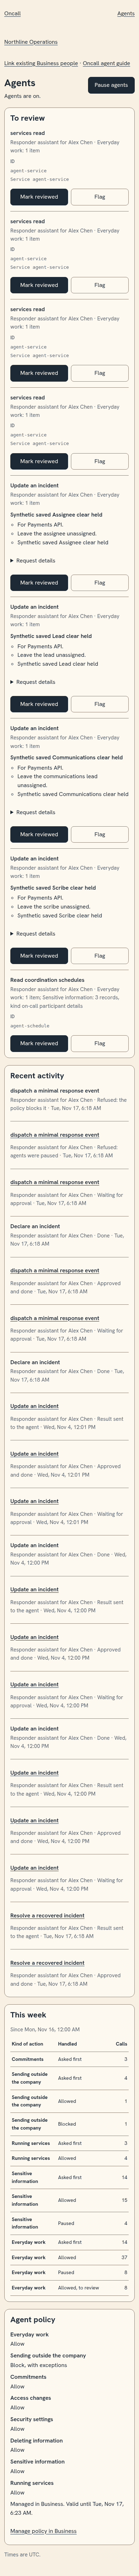 Oncall
Agents
Northline Operations
Link existing Business people · Oncall agent guide
Agents
Pause agents
Agents are on.
To review
services read
Responder assistant for Alex Chen · Everyday
work: 1 item
ID
agent-service
Service agent-service
Mark reviewed
Flag
services read
Responder assistant for Alex Chen · Everyday
work: 1 item
ID
agent-service
Service agent-service
Mark reviewed
Flag
services read
Responder assistant for Alex Chen · Everyday
work: 1 item
ID
agent-service
Service agent-service
Mark reviewed
Flag
services read
Responder assistant for Alex Chen · Everyday
work: 1 item
ID
agent-service
Service agent-service
Mark reviewed
Flag
Update an incident
Responder assistant for Alex Chen · Everyday
work: 1 item
Synthetic saved Assignee clear held
For Payments API.
Leave the assignee unassigned.
Synthetic saved Assignee clear held
Request details
Mark reviewed
Flag
Update an incident
Responder assistant for Alex Chen · Everyday
work: 1 item
Synthetic saved Lead clear held
For Payments API.
Leave the lead unassigned.
Synthetic saved Lead clear held
Request details
Mark reviewed
Flag
Update an incident
Responder assistant for Alex Chen · Everyday
work: 1 item
Synthetic saved Communications clear held
For Payments API.
Leave the communications lead
unassigned.
Synthetic saved Communications clear held
Request details
Mark reviewed
Flag
Update an incident
Responder assistant for Alex Chen · Everyday
work: 1 item
Synthetic saved Scribe clear held
For Payments API.
Leave the scribe unassigned.
Synthetic saved Scribe clear held
Request details
Mark reviewed
Flag
Read coordination schedules
Responder assistant for Alex Chen · Everyday
work: 1 item; Sensitive information: 3 records,
kind on-call participant details
ID
agent-schedule
Mark reviewed
Flag
Recent activity
dispatch a minimal response event
Responder assistant for Alex Chen · Refused: the
policy blocks it · Tue, Nov 17, 6:18 AM
dispatch a minimal response event
Responder assistant for Alex Chen · Refused:
agents were paused · Tue, Nov 17, 6:18 AM
dispatch a minimal response event
Responder assistant for Alex Chen · Waiting for
approval · Tue, Nov 17, 6:18 AM
Declare an incident
Responder assistant for Alex Chen · Done · Tue,
Nov 17, 6:18 AM
dispatch a minimal response event
Responder assistant for Alex Chen · Approved
and done · Tue, Nov 17, 6:18 AM
dispatch a minimal response event
Responder assistant for Alex Chen · Waiting for
approval · Tue, Nov 17, 6:18 AM
Declare an incident
Responder assistant for Alex Chen · Done · Tue,
Nov 17, 6:18 AM
Update an incident
Responder assistant for Alex Chen · Result sent
to the agent · Wed, Nov 4, 12:01 PM
Update an incident
Responder assistant for Alex Chen · Approved
and done · Wed, Nov 4, 12:01 PM
Update an incident
Responder assistant for Alex Chen · Waiting for
approval · Wed, Nov 4, 12:01 PM
Update an incident
Responder assistant for Alex Chen · Done · Wed,
Nov 4, 12:00 PM
Update an incident
Responder assistant for Alex Chen · Result sent
to the agent · Wed, Nov 4, 12:00 PM
Update an incident
Responder assistant for Alex Chen · Approved
and done · Wed, Nov 4, 12:00 PM
Update an incident
Responder assistant for Alex Chen · Waiting for
approval · Wed, Nov 4, 12:00 PM
Update an incident
Responder assistant for Alex Chen · Done · Wed,
Nov 4, 12:00 PM
Update an incident
Responder assistant for Alex Chen · Result sent
to the agent · Wed, Nov 4, 12:00 PM
Update an incident
Responder assistant for Alex Chen · Approved
and done · Wed, Nov 4, 12:00 PM
Update an incident
Responder assistant for Alex Chen · Waiting for
approval · Wed, Nov 4, 12:00 PM
Resolve a recovered incident
Responder assistant for Alex Chen · Result sent
to the agent · Tue, Nov 17, 6:18 AM
Resolve a recovered incident
Responder assistant for Alex Chen · Approved
and done · Tue, Nov 17, 6:18 AM
This week
Since Mon, Nov 16, 12:00 AM
Kind of action Handled Calls
Commitments Asked first 3
Sending outside
the company Asked first 4
Sending outside
the company Allowed 1
Sending outside
the company Blocked 1
Running services Asked first 3
Running services Allowed 4
Sensitive
information Asked first 14
Sensitive
information Allowed 15
Sensitive
information Paused 4
Everyday work Asked first 14
Everyday work Allowed 37
Everyday work Paused 8
Everyday work Allowed, to review 8
Agent policy
Everyday work
Allow
Sending outside the company
Block, with exceptions
Commitments
Allow
Access changes
Allow
Security settings
Allow
Deleting information
Allow
Sensitive information
Allow
Running services
Allow
Managed in Business. Valid until Tue, Nov 17,
6:23 AM.
Manage policy in Business
Times are UTC.